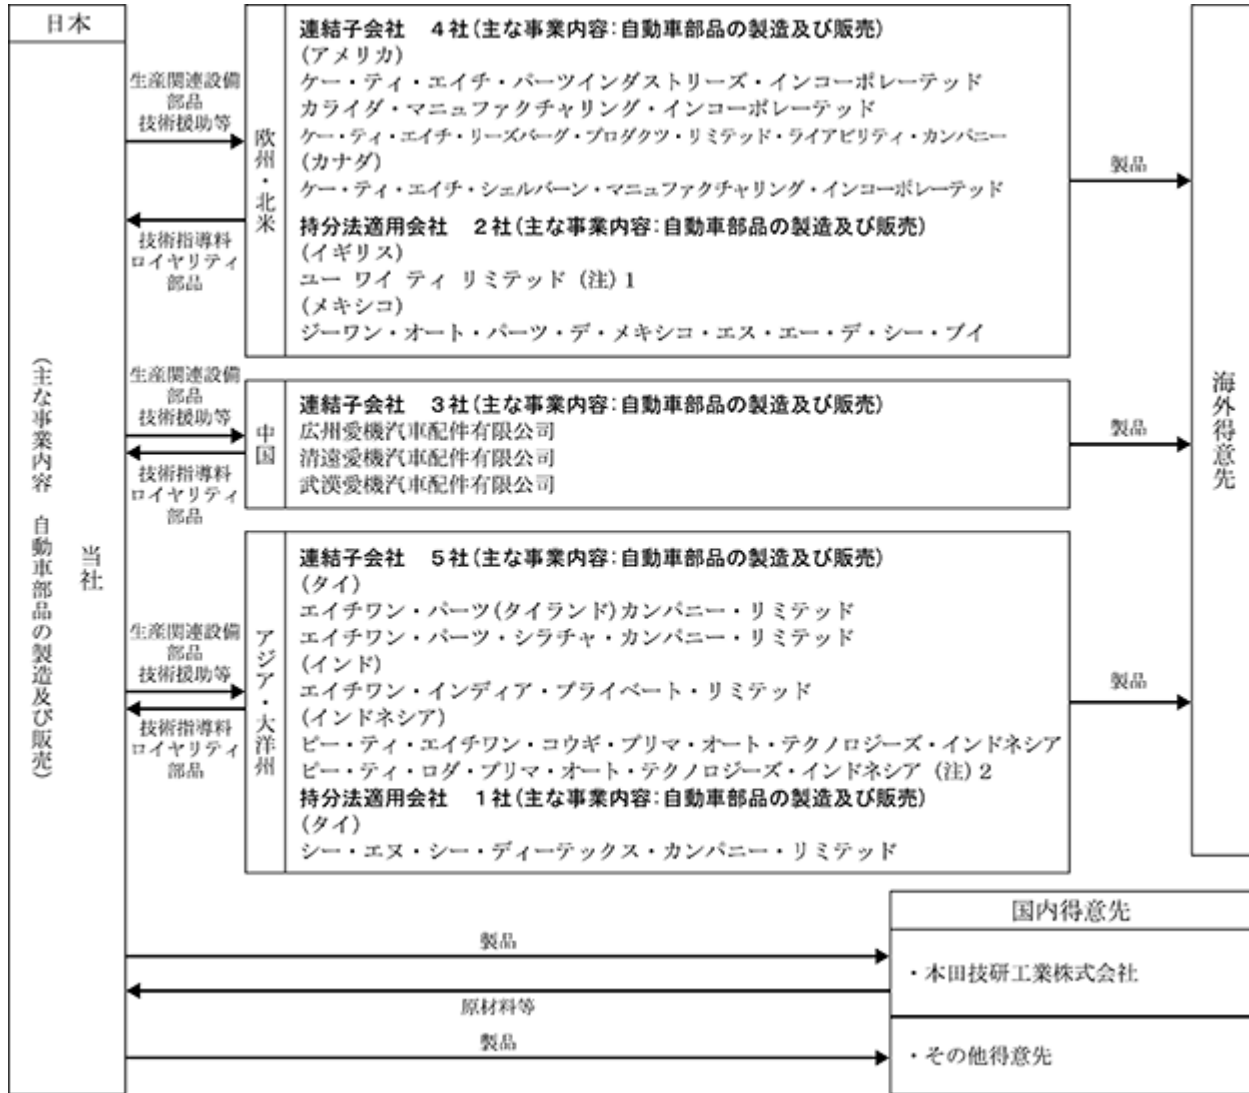 日本
当社
(主な事業内容 自動車部品の製造及び販売)
生産関連設備
部品
技術援助等
技術指導料
ロイヤリティ
部品
欧州・北米
連結子会社 4社(主な事業内容:自動車部品の製造及び販売)
(アメリカ)
ケー・ティ・エイチ・パーツインダストリーズ・インコーポレーテッド
カライダ・マニュファクチャリング・インコーポレーテッド
ケー・ティ・エイチ・リーズバーグ・プロダクツ・リミテッド・ライアビリティ・カンパニー
(カナダ)
ケー・ティ・エイチ・シェルバーン・マニュファクチャリング・インコーポレーテッド
持分法適用会社 2社(主な事業内容:自動車部品の製造及び販売)
(イギリス)
ユー ワイ ティ リミテッド (注)1
(メキシコ)
ジーワン・オート・パーツ・デ・メキシコ・エス・エー・デ・シー・ブイ
製品
生産関連設備
部品
技術援助等
技術指導料
ロイヤリティ
部品
中国
連結子会社 3社(主な事業内容:自動車部品の製造及び販売)
広州愛機汽車配件有限公司
清遠愛機汽車配件有限公司
武漢愛機汽車配件有限公司
製品
生産関連設備
部品
技術援助等
技術指導料
ロイヤリティ
部品
アジア・大洋州
連結子会社 5社(主な事業内容:自動車部品の製造及び販売)
(タイ)
エイチワン・パーツ(タイランド)カンパニー・リミテッド
エイチワン・パーツ・シラチャ・カンパニー・リミテッド
(インド)
エイチワン・インディア・プライベート・リミテッド
(インドネシア)
ピー・ティ・エイチワン・コウギ・プリマ・オート・テクノロジーズ・インドネシア
ピー・ティ・ロダ・プリマ・オート・テクノロジーズ・インドネシア (注)2
持分法適用会社 1社(主な事業内容:自動車部品の製造及び販売)
(タイ)
シー・エヌ・シー・ディーテックス・カンパニー・リミテッド
製品
海外得意先
国内得意先
製品
・本田技研工業株式会社
原材料等
製品
・その他得意先